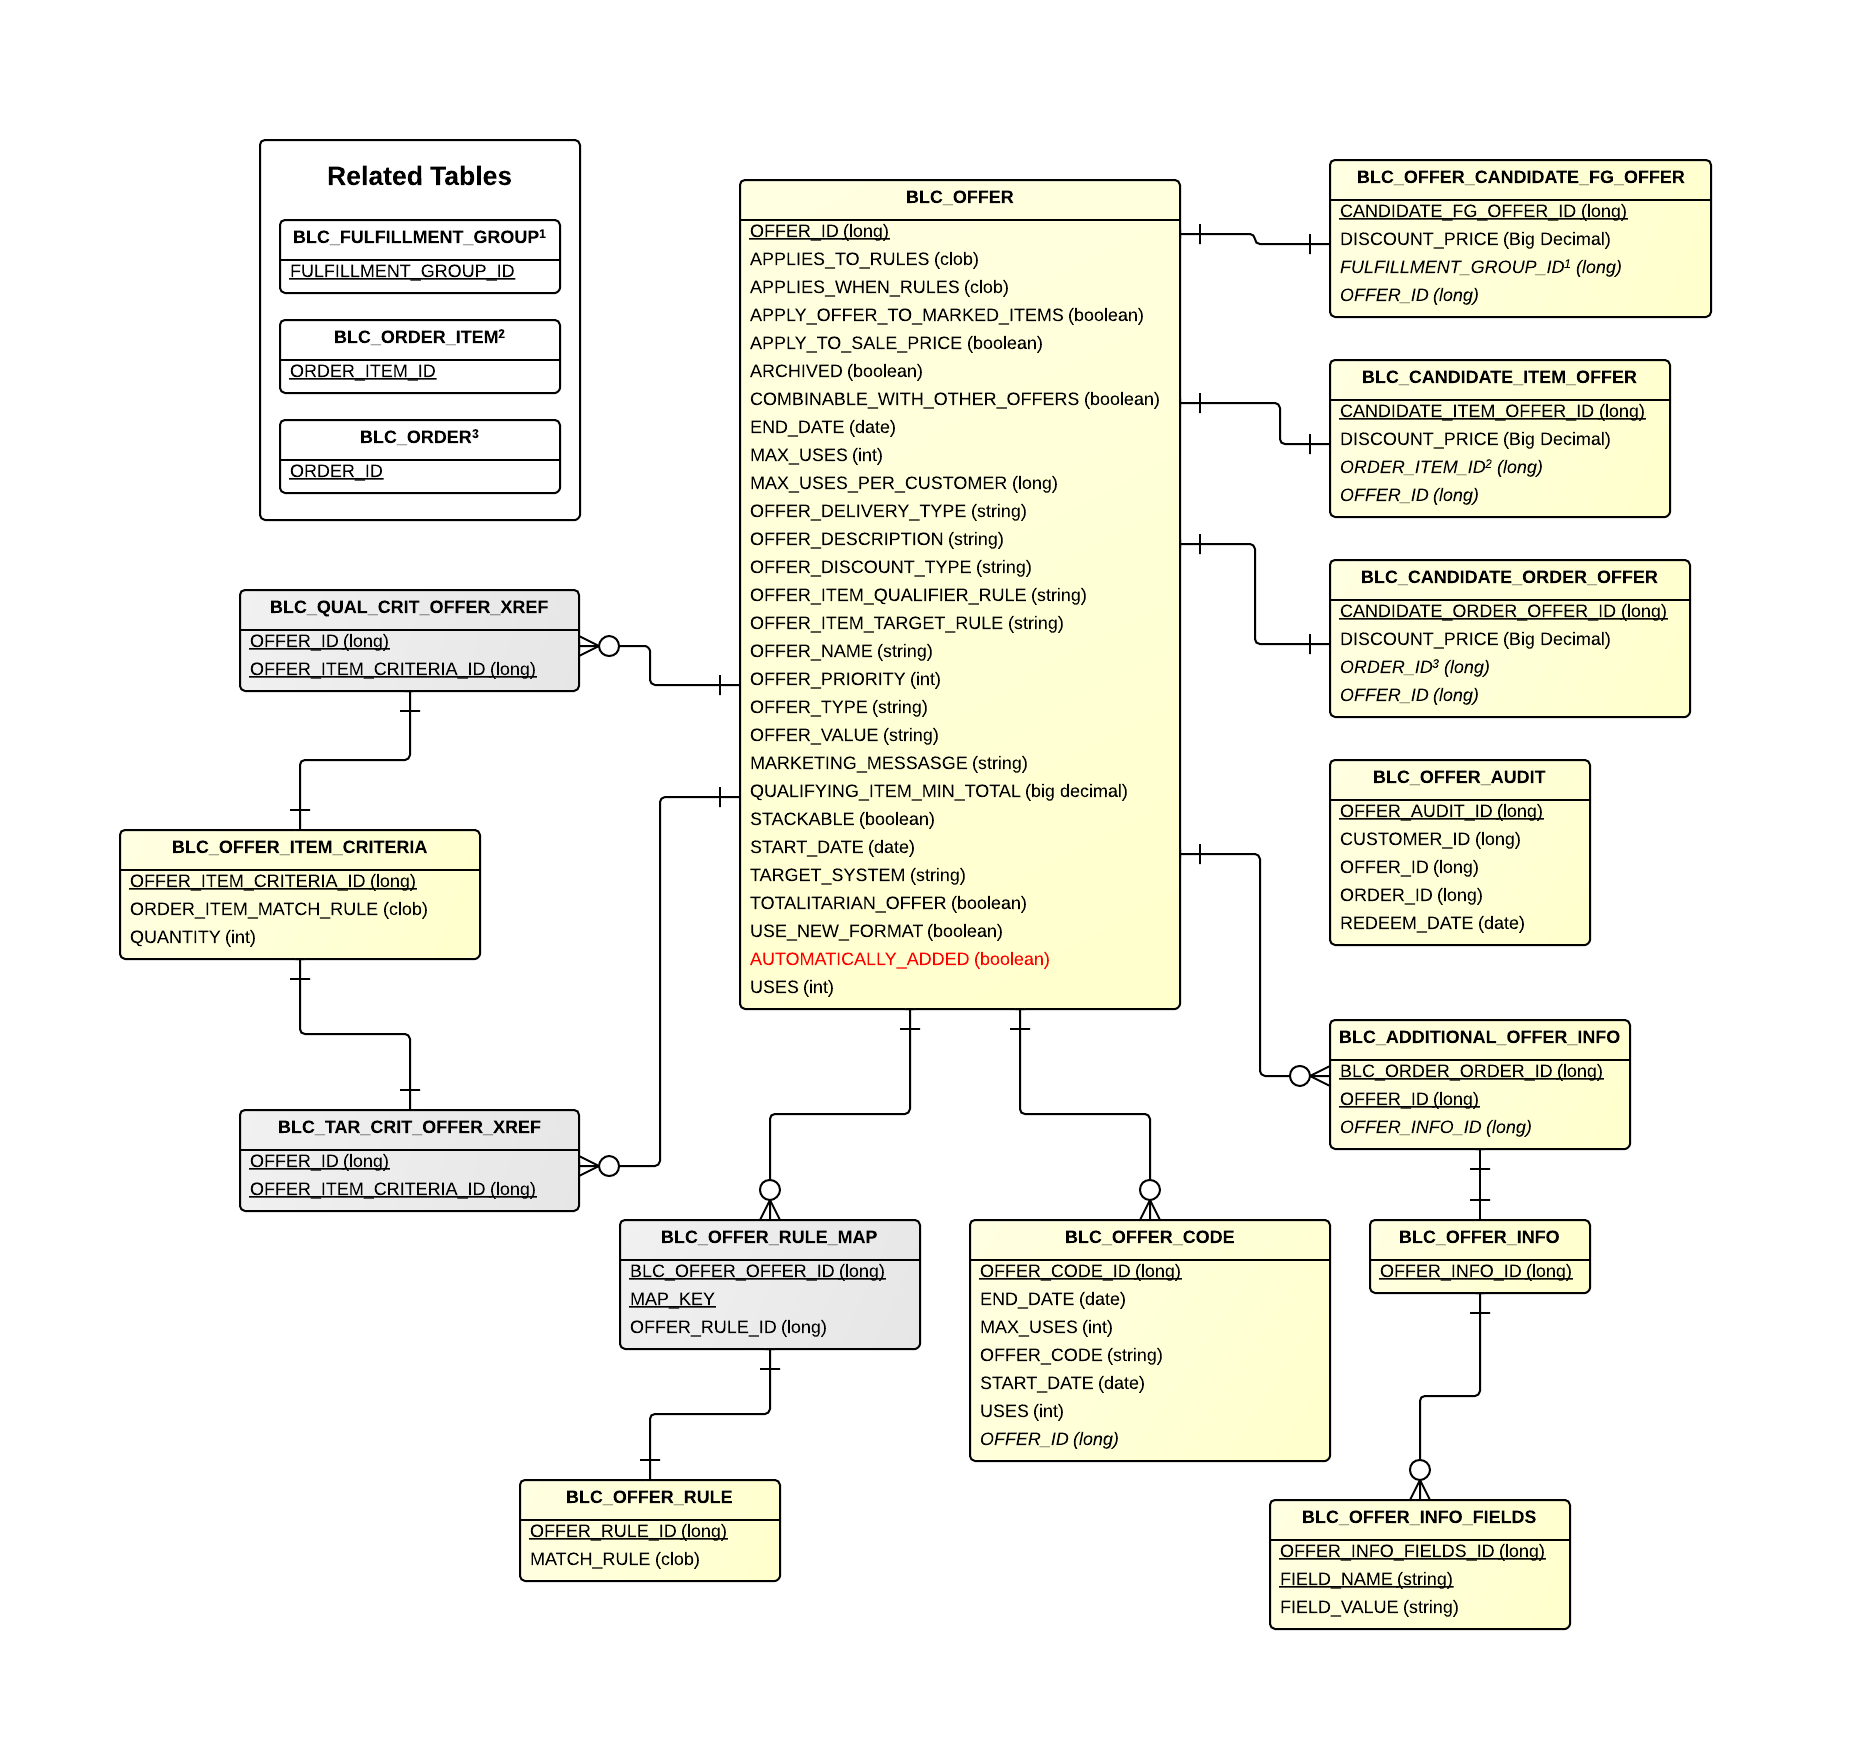 Related Tables
BLC_FULFILLMENT_GROUP¹
FULFILLMENT_GROUP_ID
BLC_ORDER_ITEM²
ORDER_ITEM_ID
BLC_ORDER³
ORDER_ID
BLC_QUAL_CRIT_OFFER_XREF
OFFER_ID (long)
OFFER_ITEM_CRITERIA_ID (long)
BLC_OFFER_ITEM_CRITERIA
OFFER_ITEM_CRITERIA_ID (long)
ORDER_ITEM_MATCH_RULE (clob)
QUANTITY (int)
BLC_TAR_CRIT_OFFER_XREF
OFFER_ID (long)
OFFER_ITEM_CRITERIA_ID (long)
BLC_OFFER
OFFER_ID (long)
APPLIES_TO_RULES (clob)
APPLIES_WHEN_RULES (clob)
APPLY_OFFER_TO_MARKED_ITEMS (boolean)
APPLY_TO_SALE_PRICE (boolean)
ARCHIVED (boolean)
COMBINABLE_WITH_OTHER_OFFERS (boolean)
END_DATE (date)
MAX_USES (int)
MAX_USES_PER_CUSTOMER (long)
OFFER_DELIVERY_TYPE (string)
OFFER_DESCRIPTION (string)
OFFER_DISCOUNT_TYPE (string)
OFFER_ITEM_QUALIFIER_RULE (string)
OFFER_ITEM_TARGET_RULE (string)
OFFER_NAME (string)
OFFER_PRIORITY (int)
OFFER_TYPE (string)
OFFER_VALUE (string)
MARKETING_MESSASGE (string)
QUALIFYING_ITEM_MIN_TOTAL (big decimal)
STACKABLE (boolean)
START_DATE (date)
TARGET_SYSTEM (string)
TOTALITARIAN_OFFER (boolean)
USE_NEW_FORMAT (boolean)
AUTOMATICALLY_ADDED (boolean)
USES (int)
BLC_OFFER_CANDIDATE_FG_OFFER
CANDIDATE_FG_OFFER_ID (long)
DISCOUNT_PRICE (Big Decimal)
FULFILLMENT_GROUP_ID¹ (long)
OFFER_ID (long)
BLC_CANDIDATE_ITEM_OFFER
CANDIDATE_ITEM_OFFER_ID (long)
DISCOUNT_PRICE (Big Decimal)
ORDER_ITEM_ID² (long)
OFFER_ID (long)
BLC_CANDIDATE_ORDER_OFFER
CANDIDATE_ORDER_OFFER_ID (long)
DISCOUNT_PRICE (Big Decimal)
ORDER_ID³ (long)
OFFER_ID (long)
BLC_OFFER_AUDIT
OFFER_AUDIT_ID (long)
CUSTOMER_ID (long)
OFFER_ID (long)
ORDER_ID (long)
REDEEM_DATE (date)
BLC_ADDITIONAL_OFFER_INFO
BLC_ORDER_ORDER_ID (long)
OFFER_ID (long)
OFFER_INFO_ID (long)
BLC_OFFER_RULE_MAP
BLC_OFFER_OFFER_ID (long)
MAP_KEY
OFFER_RULE_ID (long)
BLC_OFFER_CODE
OFFER_CODE_ID (long)
END_DATE (date)
MAX_USES (int)
OFFER_CODE (string)
START_DATE (date)
USES (int)
OFFER_ID (long)
BLC_OFFER_INFO
OFFER_INFO_ID (long)
BLC_OFFER_RULE
OFFER_RULE_ID (long)
MATCH_RULE (clob)
BLC_OFFER_INFO_FIELDS
OFFER_INFO_FIELDS_ID (long)
FIELD_NAME (string)
FIELD_VALUE (string)